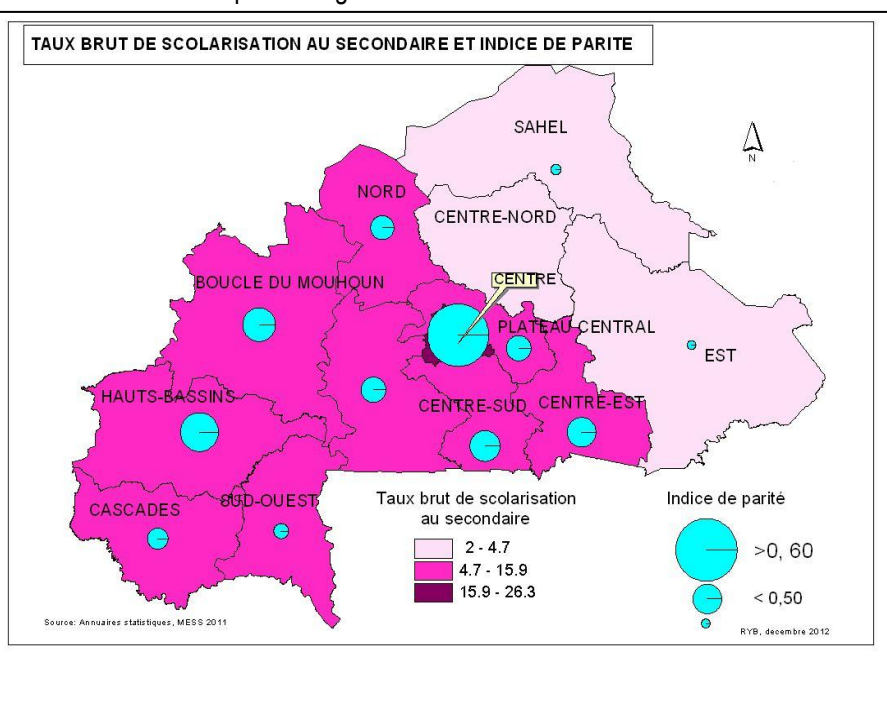 TAUX BRUT DE SCOLARISATION AU SECONDAIRE ET INDICE DE PARITE
SAHEL
N
NORD
CENTRE-NORD
CENTRE
BOUCLE DU MOUHOUN
PLATEAU CENTRAL
EST
HAUTS-BASSINS
CENTRE-SUD
CENTRE-EST
SUD-OUEST
CASCADES
Taux brut de scolarisation
au secondaire
2 - 4.7
4.7 - 15.9
15.9 - 26.3
Indice de parité
>0, 60
< 0,50
Source: Annuaires statistiques, MESS 2011
RYB, decembre 2012